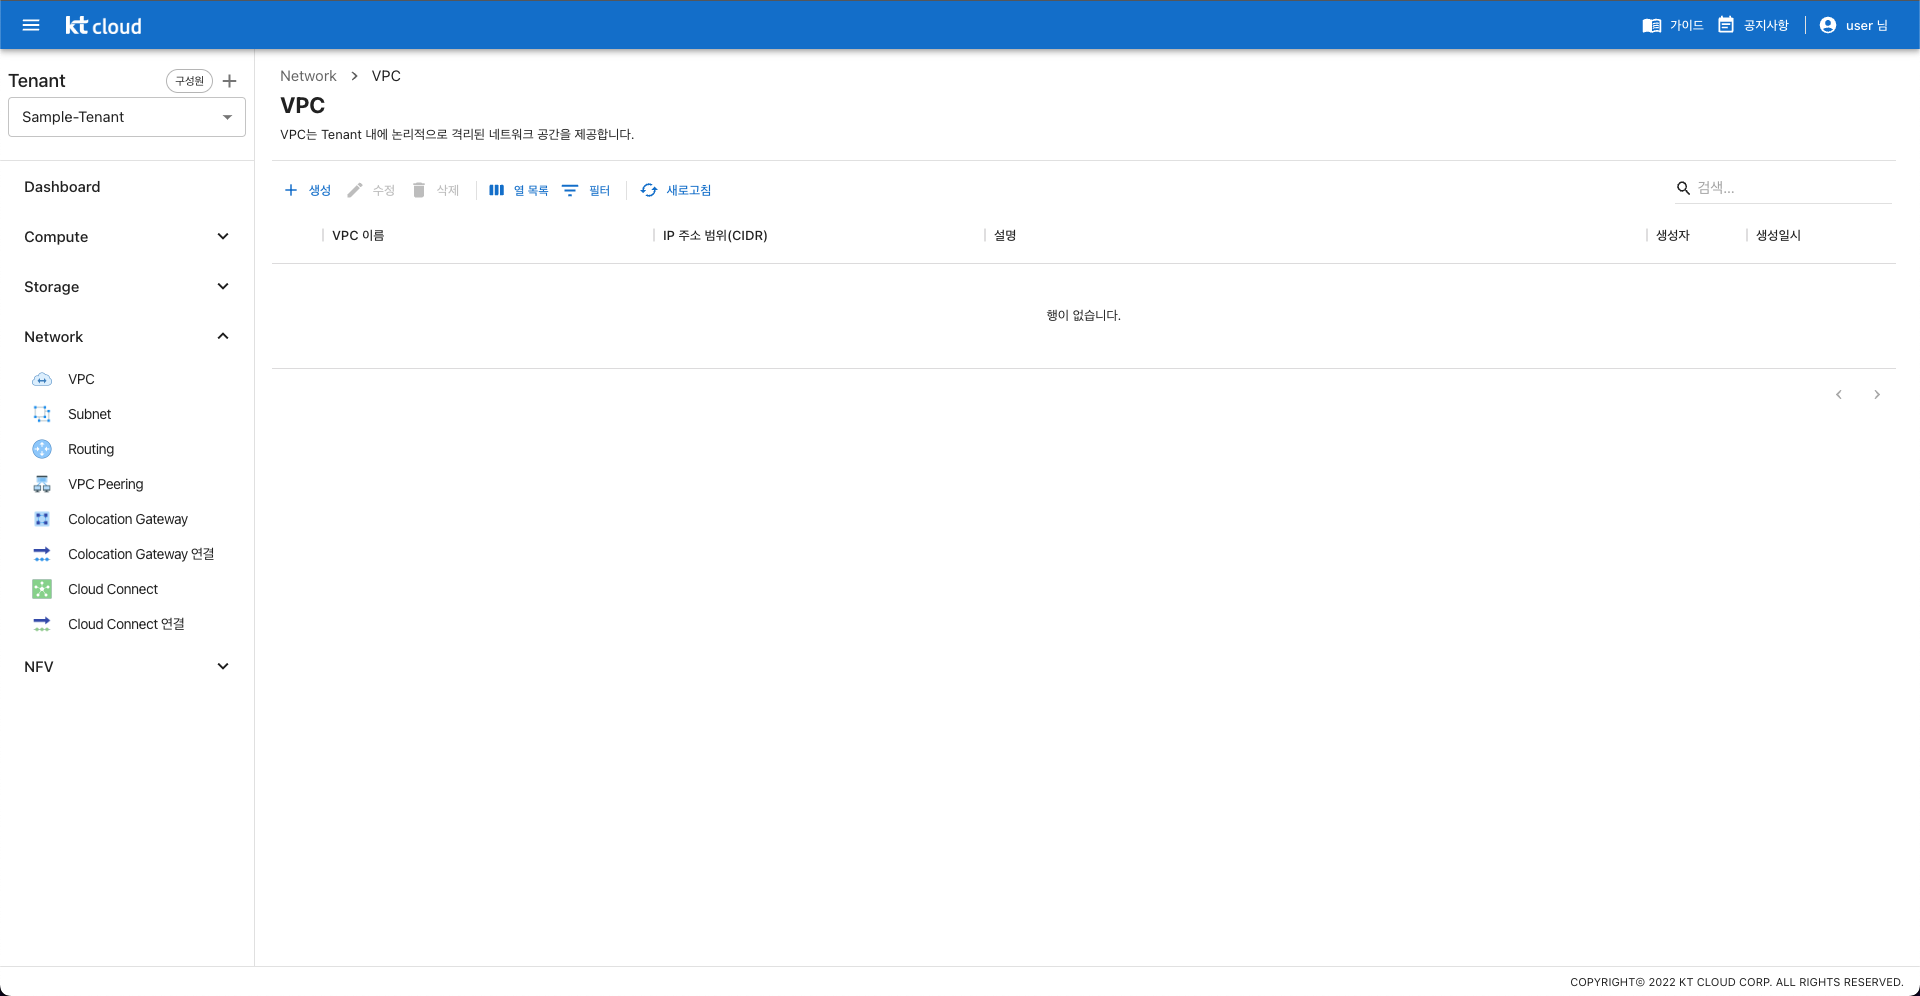 kt cloud
가이드
공지사항
user 님
Tenant
구성원
Sample-Tenant
Dashboard
Compute
Storage
Network
VPC
Subnet
Routing
VPC Peering
Colocation Gateway
Colocation Gateway 연결
Cloud Connect
Cloud Connect 연결
NFV
Network > VPC
VPC
VPC는 Tenant 내에 논리적으로 격리된 네트워크 공간을 제공합니다.
생성 수정 삭제 열 목록 필터 새로고침
검색...
VPC 이름 IP 주소 범위(CIDR) 설명 생성자 생성일시
행이 없습니다.
COPYRIGHT© 2022 KT CLOUD CORP. ALL RIGHTS RESERVED.